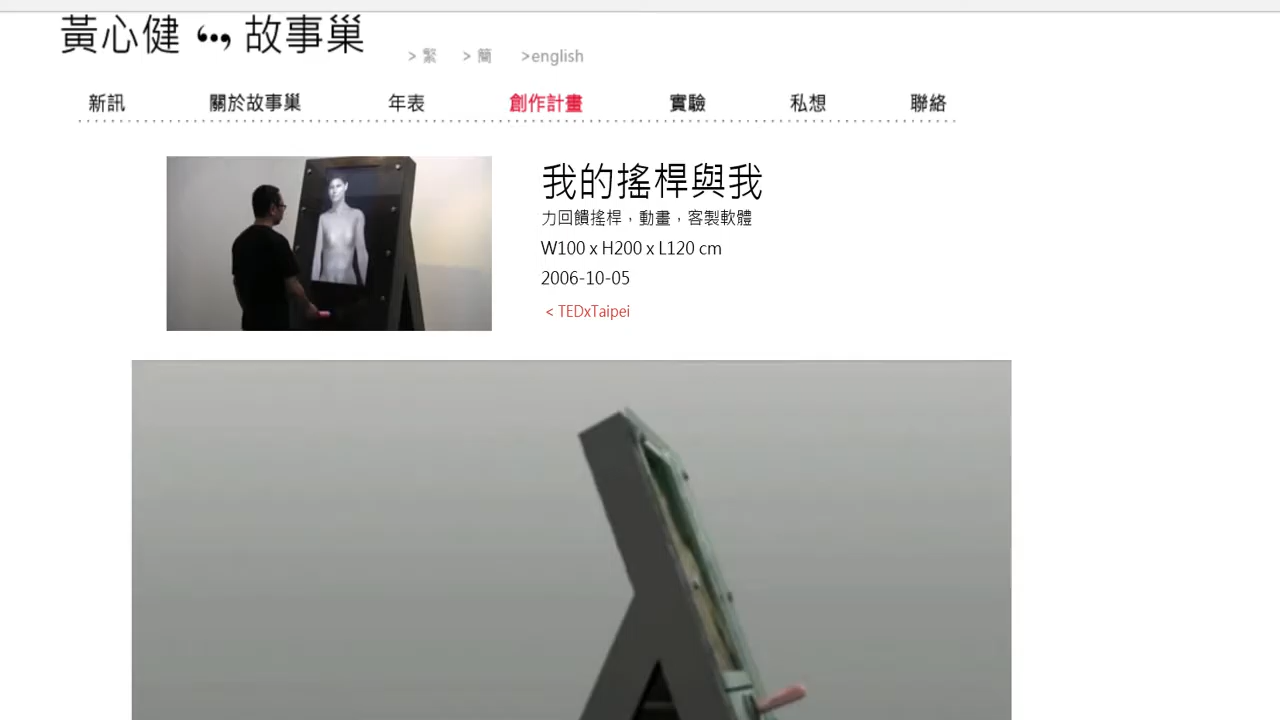 黃心健 故事巢
> 繁 > 簡 >english
新訊 關於故事巢 年表 創作計畫 實驗 私想 聯絡
我的搖桿與我
力回饋搖桿，動畫，客製軟體
W100 x H200 x L120 cm
2006-10-05
< TEDxTaipei